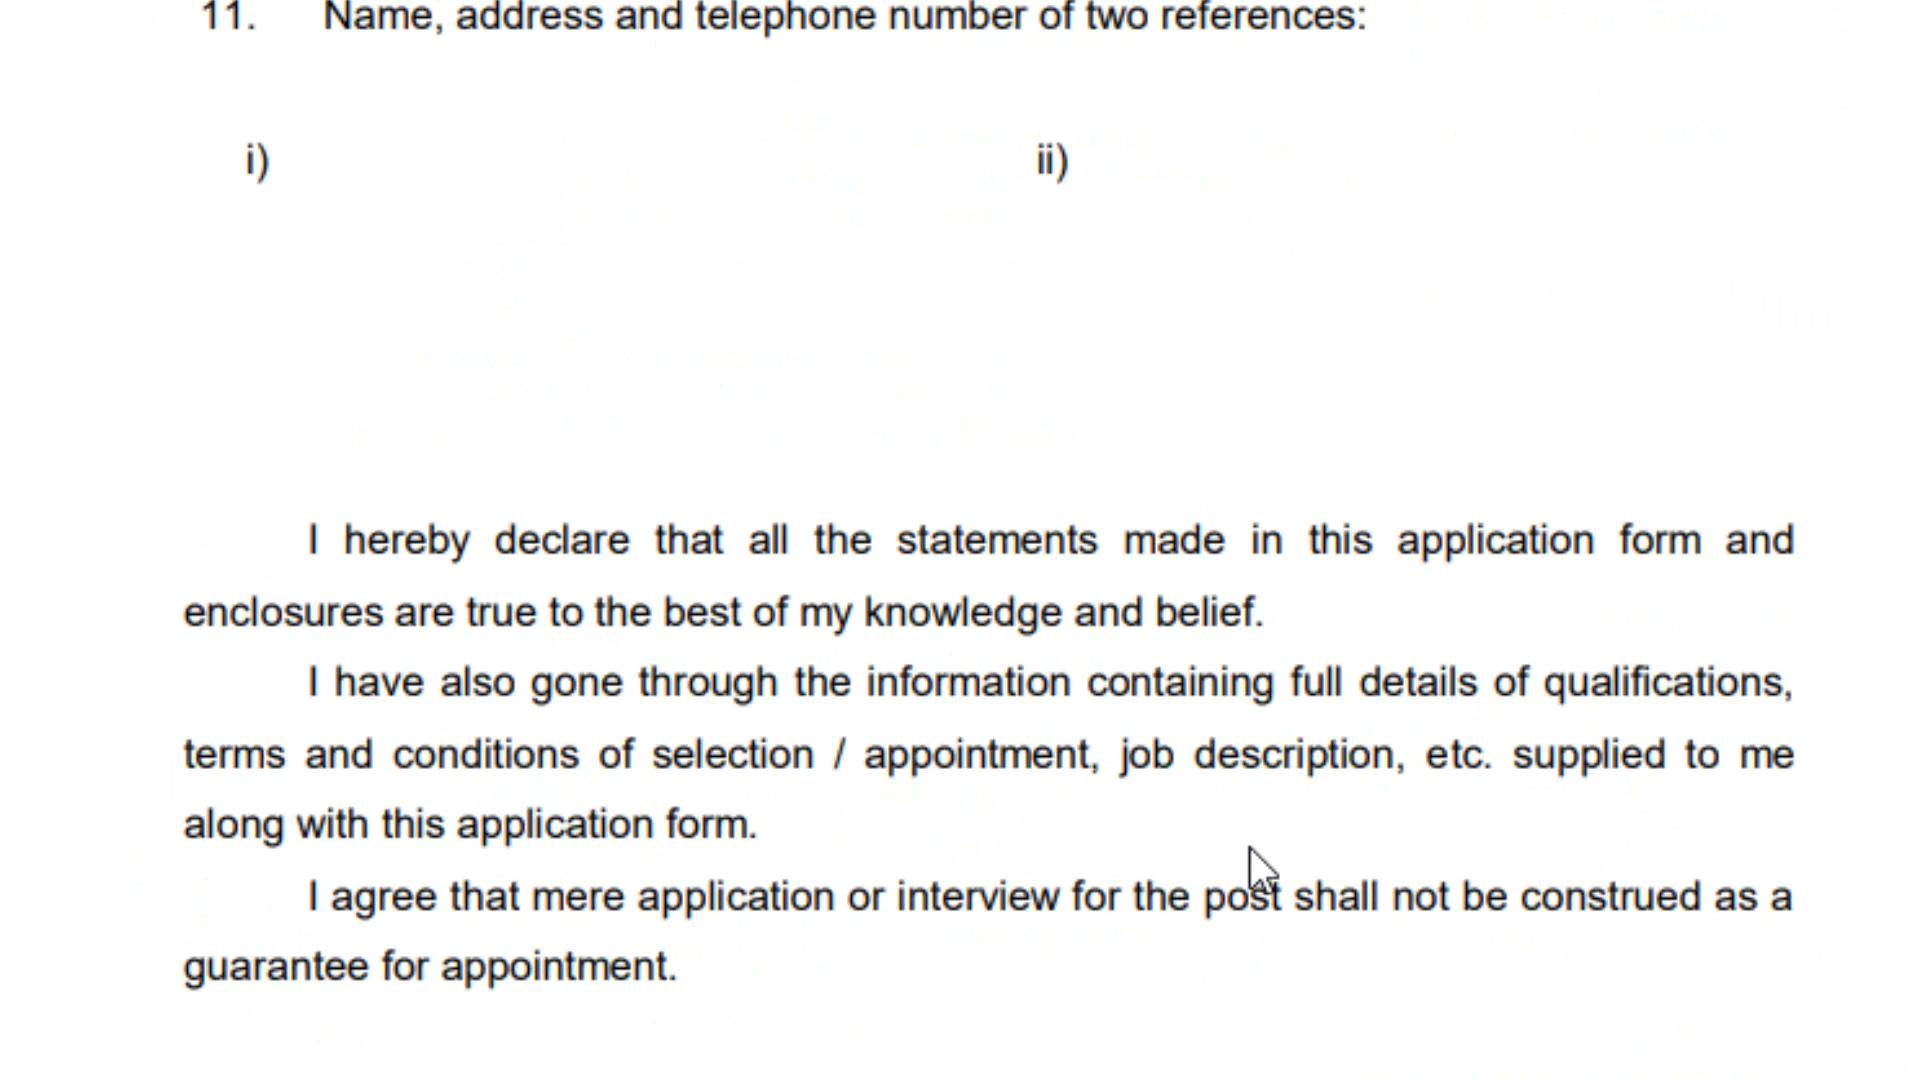 11. Name, address and telephone number of two references:
i) ii)
I hereby declare that all the statements made in this application form and
enclosures are true to the best of my knowledge and belief.
I have also gone through the information containing full details of qualifications,
terms and conditions of selection / appointment, job description, etc. supplied to me
along with this application form.
I agree that mere application or interview for the post shall not be construed as a
guarantee for appointment.